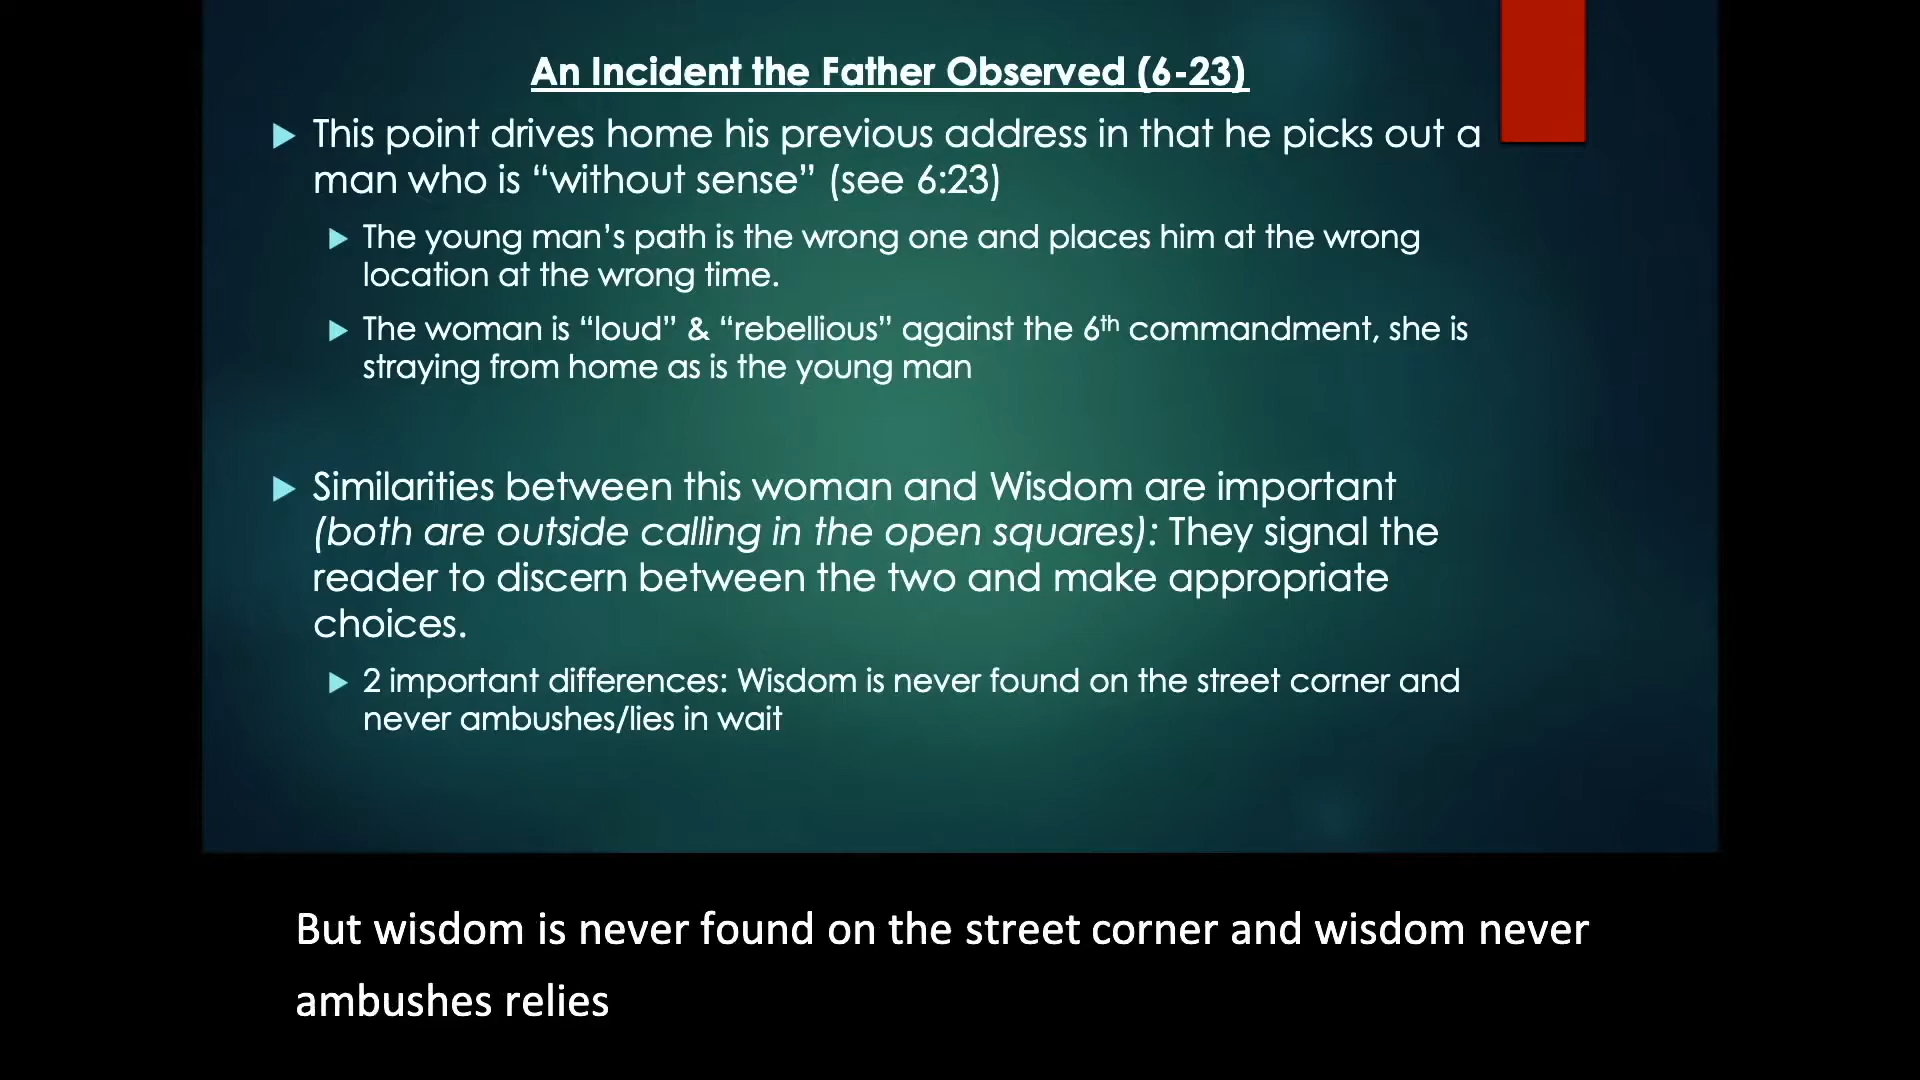 An Incident the Father Observed (6-23)
This point drives home his previous address in that he picks out a
man who is “without sense” (see 6:23)
The young man’s path is the wrong one and places him at the wrong
location at the wrong time.
The woman is “loud” & “rebellious” against the 6th commandment, she is
straying from home as is the young man
Similarities between this woman and Wisdom are important
(both are outside calling in the open squares): They signal the
reader to discern between the two and make appropriate
choices.
2 important differences: Wisdom is never found on the street corner and
never ambushes/lies in wait
But wisdom is never found on the street corner and wisdom never
ambushes relies